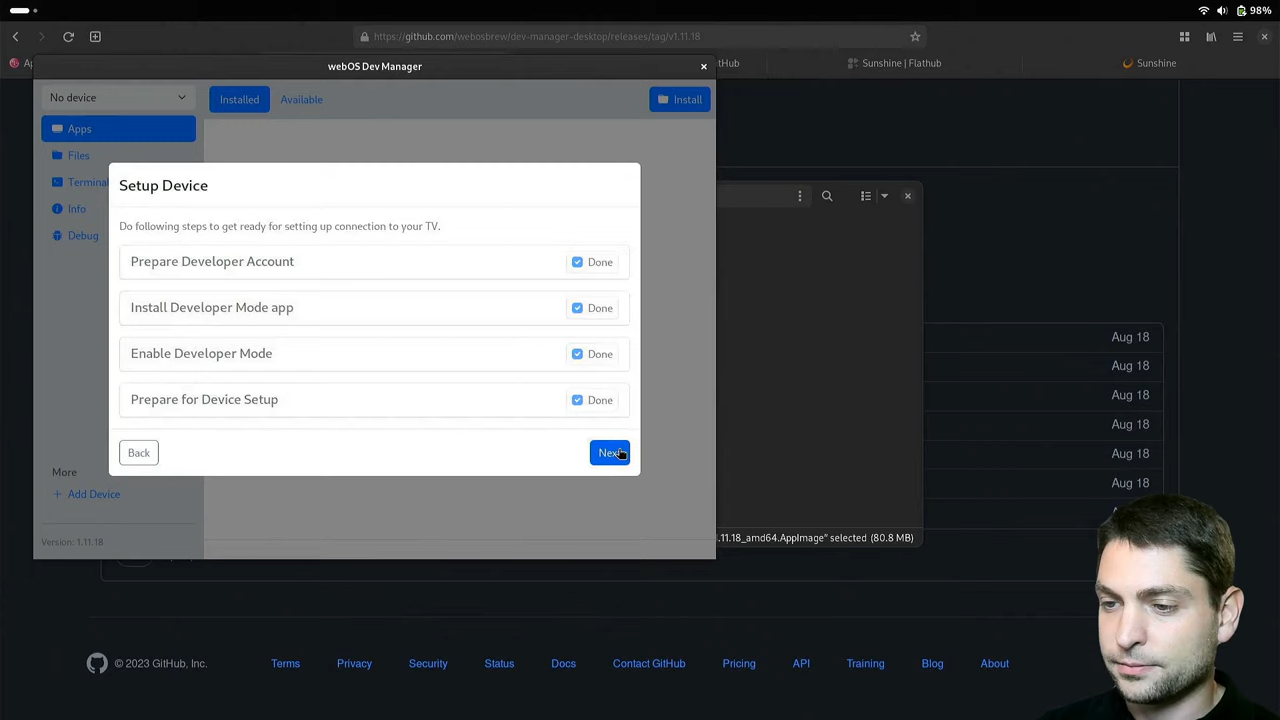 98%
https://github.com/webosbrew/dev-manager-desktop/releases/tag/v1.11.18
Sunshine | Flathub
Sunshine
webOS Dev Manager
No device
Installed
Available
Install
Apps
Files
Terminal
Info
Debug
Setup Device
Do following steps to get ready for setting up connection to your TV.
Prepare Developer Account
Done
Install Developer Mode app
Done
Enable Developer Mode
Done
Prepare for Device Setup
Done
Back
Next
More
+ Add Device
Version: 1.11.18
Aug 18
Aug 18
Aug 18
Aug 18
Aug 18
Aug 18
.11.18_amd64.AppImage" selected (80.8 MB)
© 2023 GitHub, Inc.
Terms
Privacy
Security
Status
Docs
Contact GitHub
Pricing
API
Training
Blog
About